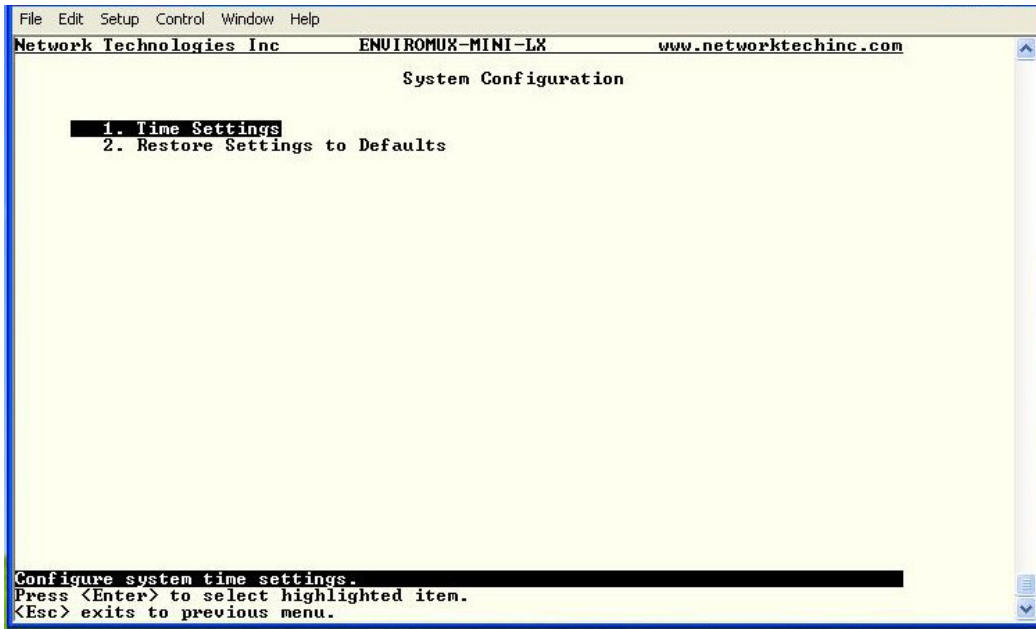 File Edit Setup Control Window Help
Network Technologies Inc ENVIROMUX-MINI-LX www.networktechinc.com
System Configuration
1. Time Settings
2. Restore Settings to Defaults
Configure system time settings.
Press <Enter> to select highlighted item.
<Esc> exits to previous menu.